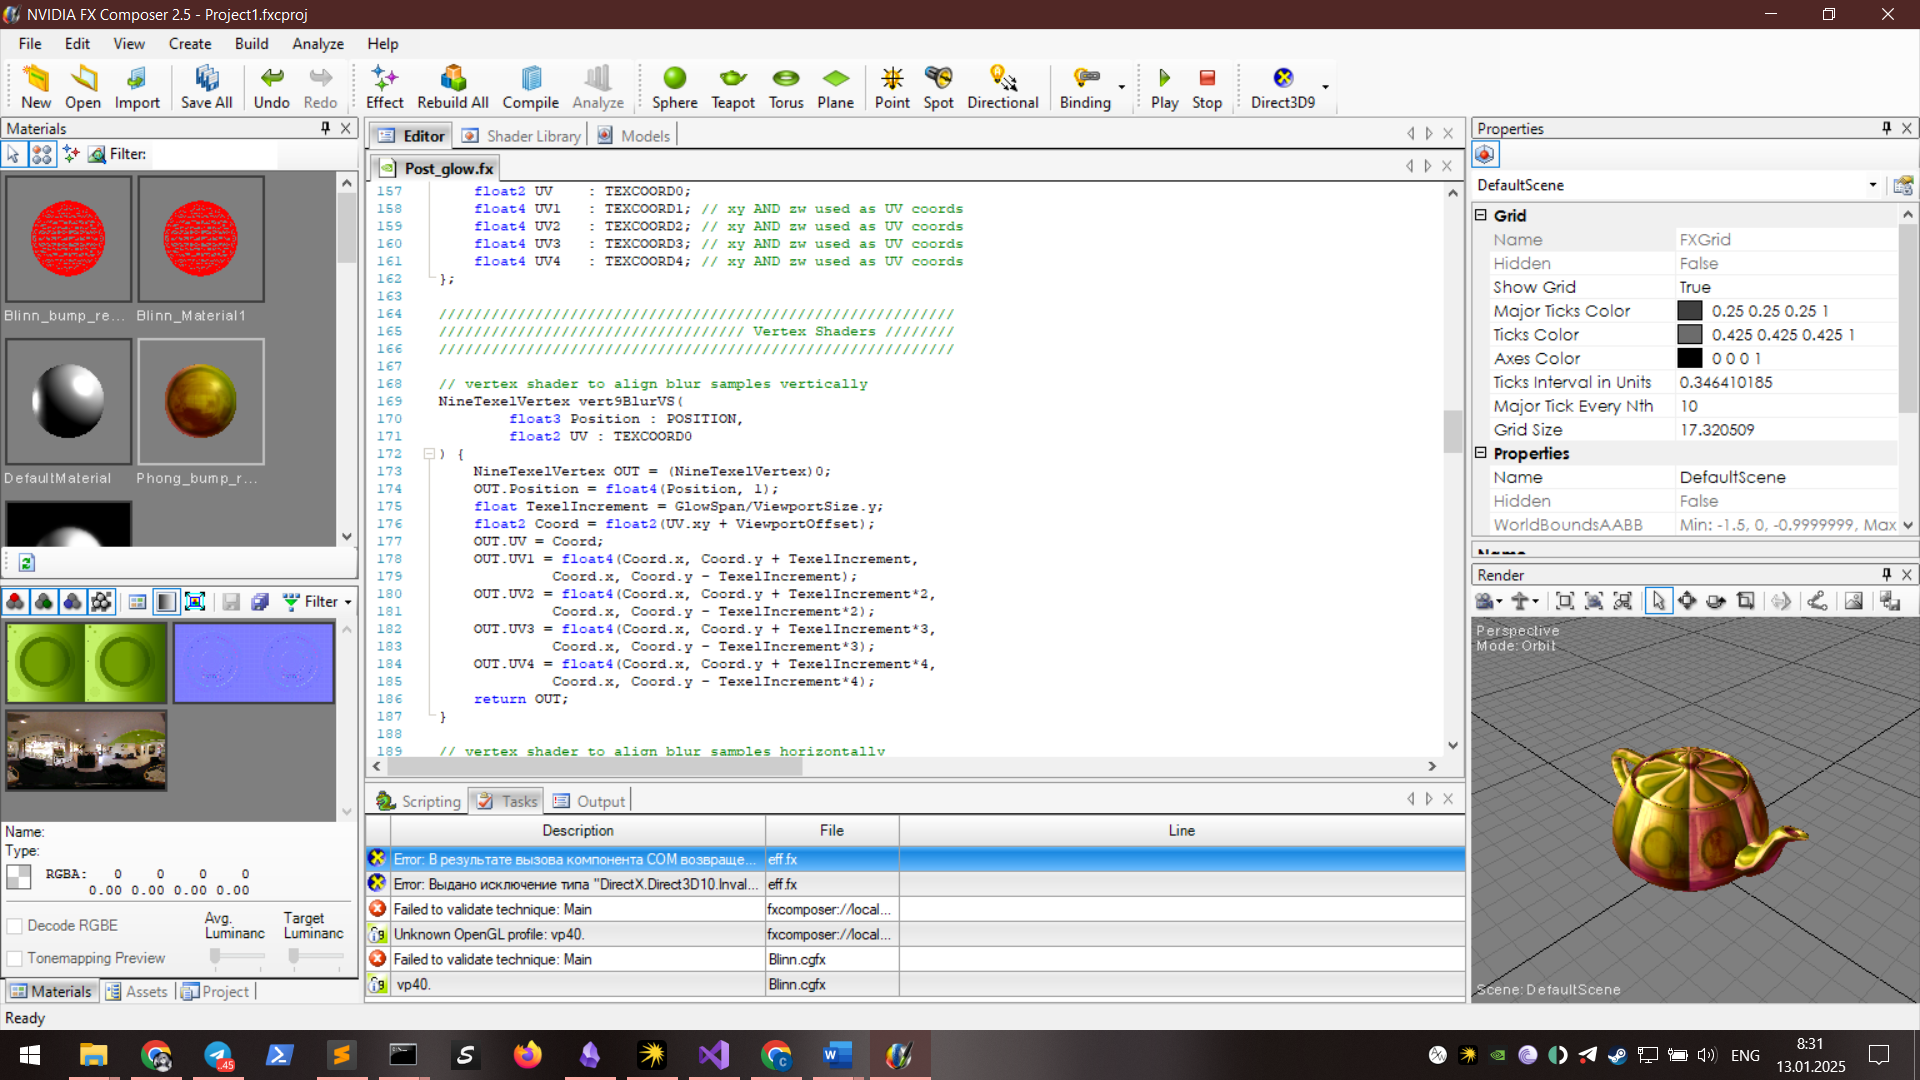 NVIDIA FX Composer 2.5 - Project1.fxcproj
File Edit View Create Build Analyze Help
New Open Import Save All Undo Redo Effect Rebuild All Compile Analyze Sphere Teapot Torus Plane Point Spot Directional Binding Play Stop Direct3D9
Materials
Filter:
Blinn_bump_re... Blinn_Material1
DefaultMaterial Phong_bump_r...
Filter
Name:
Type:
RGBA: 0 0 0 0
0.00 0.00 0.00 0.00
Decode RGBE
Avg. Luminanc
Target Luminanc
Tonemapping Preview
Materials Assets Project
Ready
Editor Shader Library Models
Post_glow.fx
157 float2 UV : TEXCOORD0;
158 float4 UV1 : TEXCOORD1; // xy AND zw used as UV coords
159 float4 UV2 : TEXCOORD2; // xy AND zw used as UV coords
160 float4 UV3 : TEXCOORD3; // xy AND zw used as UV coords
161 float4 UV4 : TEXCOORD4; // xy AND zw used as UV coords
162 };
163
164 ///////////////////////////////////////////////////////////
165 /////////////////////////////////// Vertex Shaders ////////
166 ///////////////////////////////////////////////////////////
167
168 // vertex shader to align blur samples vertically
169 NineTexelVertex vert9BlurVS(
170 float3 Position : POSITION,
171 float2 UV : TEXCOORD0
172 ) {
173 NineTexelVertex OUT = (NineTexelVertex)0;
174 OUT.Position = float4(Position, 1);
175 float TexelIncrement = GlowSpan/ViewportSize.y;
176 float2 Coord = float2(UV.xy + ViewportOffset);
177 OUT.UV = Coord;
178 OUT.UV1 = float4(Coord.x, Coord.y + TexelIncrement,
179 Coord.x, Coord.y - TexelIncrement);
180 OUT.UV2 = float4(Coord.x, Coord.y + TexelIncrement*2,
181 Coord.x, Coord.y - TexelIncrement*2);
182 OUT.UV3 = float4(Coord.x, Coord.y + TexelIncrement*3,
183 Coord.x, Coord.y - TexelIncrement*3);
184 OUT.UV4 = float4(Coord.x, Coord.y + TexelIncrement*4,
185 Coord.x, Coord.y - TexelIncrement*4);
186 return OUT;
187 }
188
189 // vertex shader to align blur samples horizontally
Scripting Tasks Output
Description File Line
Error: В результате вызова компонента COM возвраще... eff.fx
Error: Выдано исключение типа "DirectX.Direct3D10.Inval... eff.fx
Failed to validate technique: Main fxcomposer://local...
Unknown OpenGL profile: vp40. fxcomposer://local...
Failed to validate technique: Main Blinn.cgfx
vp40. Blinn.cgfx
Properties
DefaultScene
Grid
Name FXGrid
Hidden False
Show Grid True
Major Ticks Color 0.25 0.25 0.25 1
Ticks Color 0.425 0.425 0.425 1
Axes Color 0 0 0 1
Ticks Interval in Units 0.346410185
Major Tick Every Nth 10
Grid Size 17.320509
Properties
Name DefaultScene
Hidden False
WorldBoundsAABB Min: -1.5, 0, -0.9999999, Max
Name
Render
Perspective
Mode: Orbit
Scene: DefaultScene
45
ENG
8:31
13.01.2025